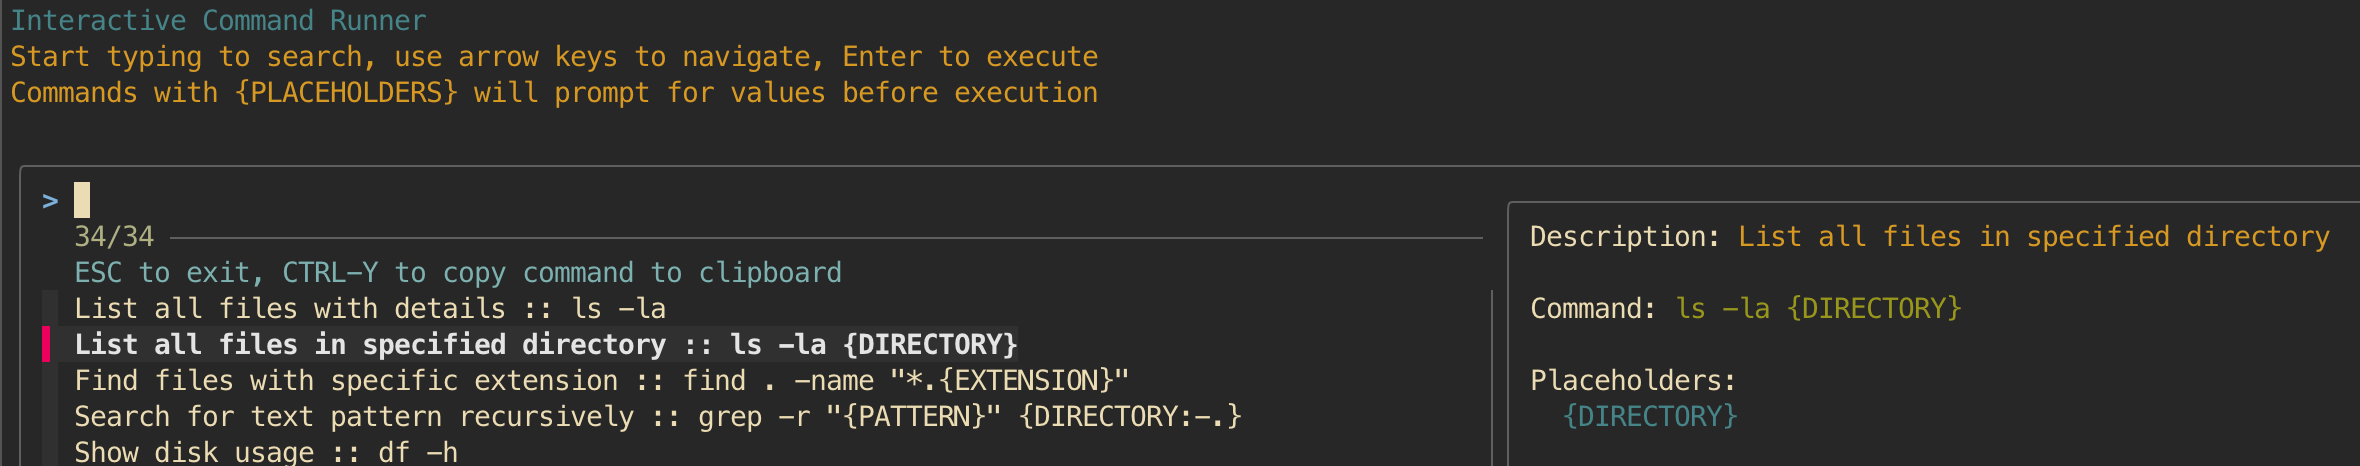 Interactive Command Runner
Start typing to search, use arrow keys to navigate, Enter to execute
Commands with {PLACEHOLDERS} will prompt for values before execution
>
34/34
ESC to exit, CTRL-Y to copy command to clipboard
List all files with details :: ls -la
List all files in specified directory :: ls -la {DIRECTORY}
Find files with specific extension :: find . -name "*.{EXTENSION}"
Search for text pattern recursively :: grep -r "{PATTERN}" {DIRECTORY:-.}
Show disk usage :: df -h
Description: List all files in specified directory
Command: ls -la {DIRECTORY}
Placeholders:
{DIRECTORY}